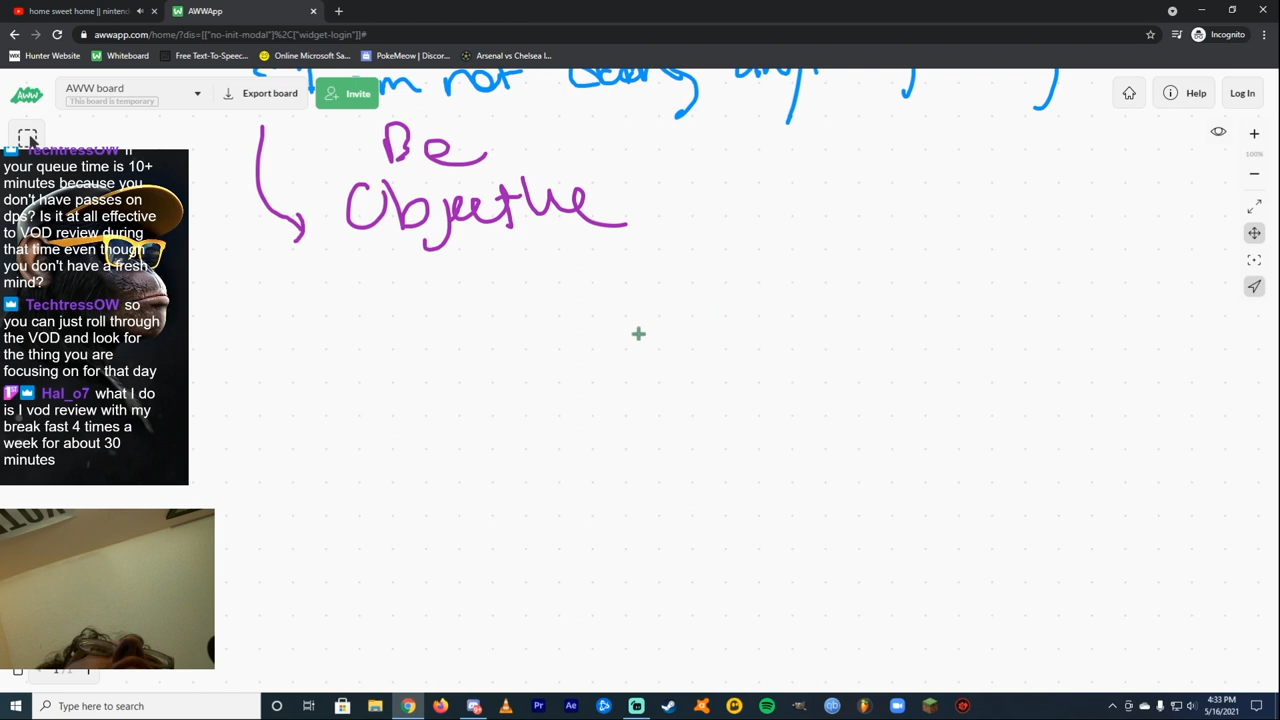 home sweet home || ninten
AWWApp
awwapp.com/home/?dis=[["no-init-modal"]%2C["widget-login"]]#
Incognito
Hunter Website
Whiteboard
Free Text-To-Speec...
Online Microsoft Sa...
PokeMeow | Discor...
Arsenal vs Chelsea l...
AWW board
This board is temporary
Export board
Invite
Help
Log In
100%
m not
Be
Objective
TechtressOW If
your queue time is 10+
minutes because you
don't have passes on
dps? Is it at all effective
to VOD review during
that time even though
you don't have a fresh
mind?
TechtressOW so
you can just roll through
the VOD and look for
the thing you are
focusing on for that day
Hal_o7 what I do
is I vod review with my
break fast 4 times a
week for about 30
minutes
Type here to search
4:33 PM
5/16/2021